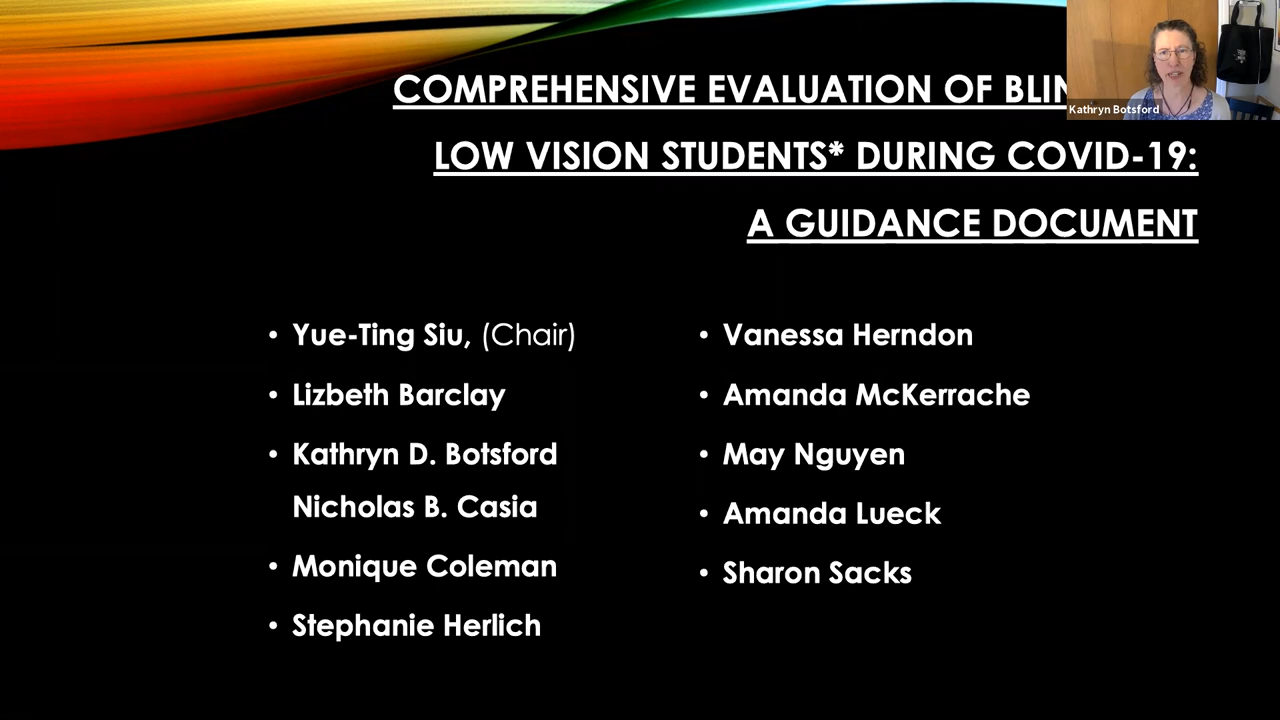 COMPREHENSIVE EVALUATION OF
LOW VISION STUDENTS* DURING COVID-19:
A GUIDANCE DOCUMENT
Kathryn Botsford
• Yue-Ting Siu, (Chair)
• Lizbeth Barclay
• Kathryn D. Botsford
Nicholas B. Casia
• Monique Coleman
• Stephanie Herlich
• Vanessa Herndon
• Amanda McKerrache
• May Nguyen
• Amanda Lueck
• Sharon Sacks